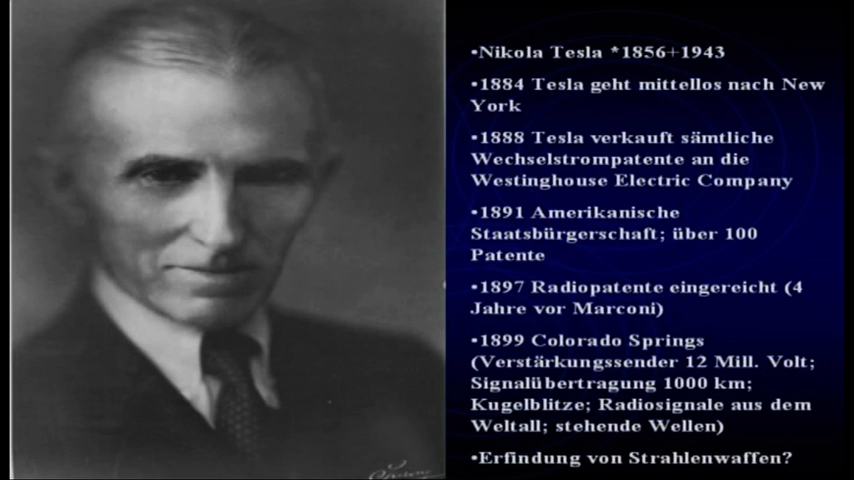 •Nikola Tesla *1856+1943
•1884 Tesla geht mittellos nach New
York
•1888 Tesla verkauft sämtliche
Wechselstrompatente an die
Westinghouse Electric Company
•1891 Amerikanische
Staatsbürgerschaft; über 100
Patente
•1897 Radiopatente eingereicht (4
Jahre vor Marconi)
•1899 Colorado Springs
(Verstärkungssender 12 Mill. Volt;
Signalübertragung 1000 km;
Kugelblitze; Radiosignale aus dem
Weltall; stehende Wellen)
•Erfindung von Strahlenwaffen?